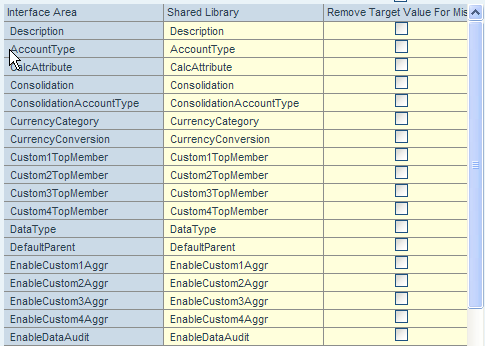 Interface Area Shared Library Remove Target Value For Mis
Description Description
AccountType AccountType
CalcAttribute CalcAttribute
Consolidation Consolidation
ConsolidationAccountType ConsolidationAccountType
CurrencyCategory CurrencyCategory
CurrencyConversion CurrencyConversion
Custom1TopMember Custom1TopMember
Custom2TopMember Custom2TopMember
Custom3TopMember Custom3TopMember
Custom4TopMember Custom4TopMember
DataType DataType
DefaultParent DefaultParent
EnableCustom1Aggr EnableCustom1Aggr
EnableCustom2Aggr EnableCustom2Aggr
EnableCustom3Aggr EnableCustom3Aggr
EnableCustom4Aggr EnableCustom4Aggr
EnableDataAudit EnableDataAudit